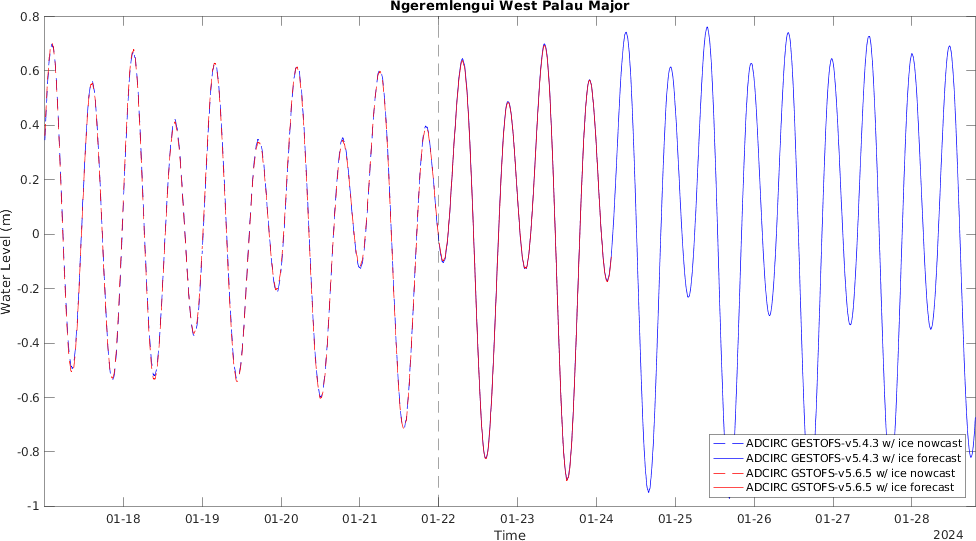 Ngeremlengui West Palau Major
0.8
0.6
0.4
0.2
0
-0.2
-0.4
-0.6
-0.8
-1
Water Level (m)
ADCIRC GESTOFS-v5.4.3 w/ ice nowcast
ADCIRC GESTOFS-v5.4.3 w/ ice forecast
ADCIRC GSTOFS-v5.6.5 w/ ice nowcast
ADCIRC GSTOFS-v5.6.5 w/ ice forecast
01-18 01-19 01-20 01-21 01-22 01-23 01-24 01-25 01-26 01-27 01-28
Time
2024